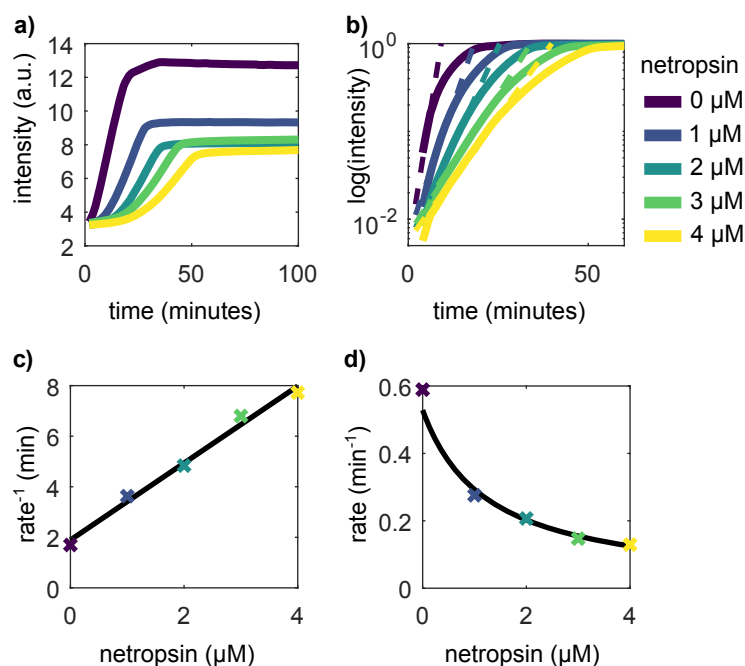 a)
intensity (a.u.)
14
12
10
8
6
4
2
0
50
100
time (minutes)
b)
log(intensity)
10⁰
10⁻²
0
50
time (minutes)
netropsin
0 μM
1 μM
2 μM
3 μM
4 μM
c)
rate⁻¹ (min)
8
6
4
2
0
0
2
4
netropsin (μM)
d)
rate (min⁻¹)
0.6
0.4
0.2
0
0
2
4
netropsin (μM)